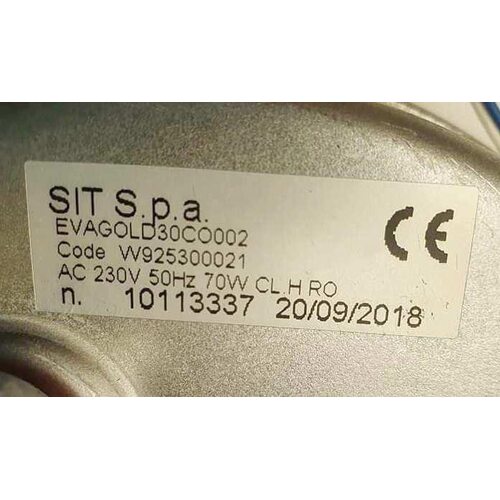 SIT S.p.a.
EVAGOLD30CO002
Code W925300021
AC 230V 50Hz 70W CL.H RO
n. 10113337 20/09/2018
CE